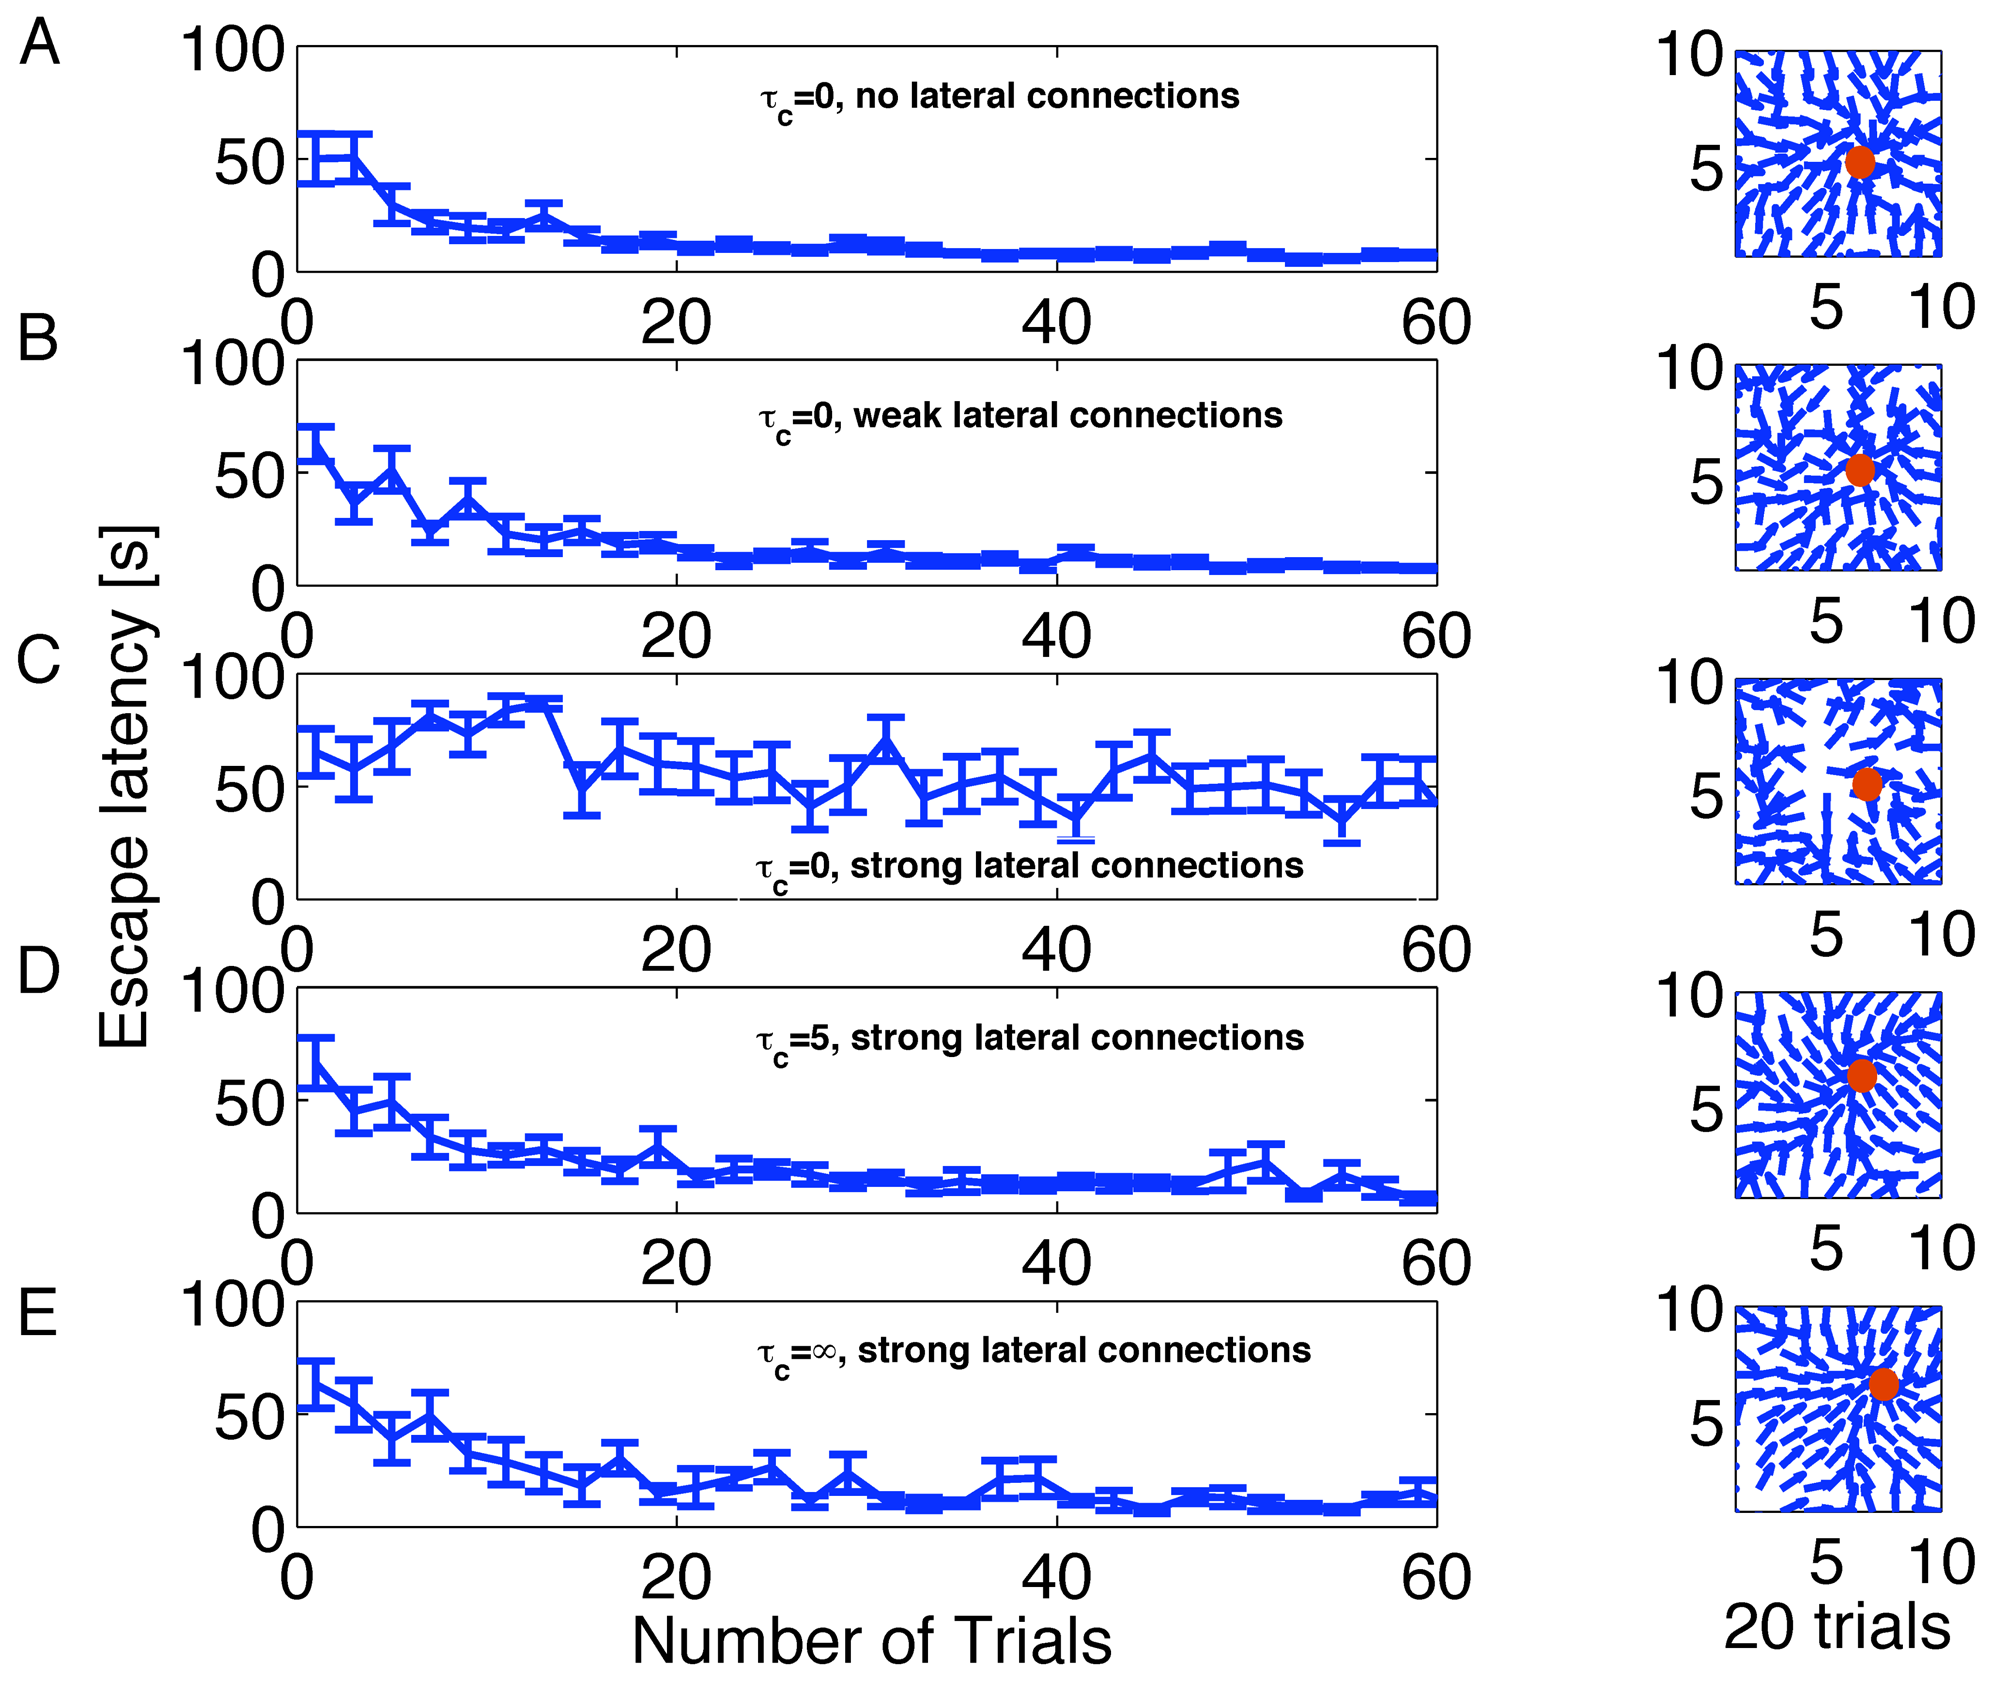 A
100
50
0
τc=0, no lateral connections
0 20 40 60
10
5
5 10
B
100
50
0
τc=0, weak lateral connections
0 20 40 60
10
5
5 10
Escape latency [s]
C
100
50
0
τc=0, strong lateral connections
0 20 40 60
10
5
5 10
D
100
50
0
τc=5, strong lateral connections
0 20 40 60
10
5
5 10
E
100
50
0
τc=∞, strong lateral connections
0 20 40 60
10
5
5 10
Number of Trials
20 trials